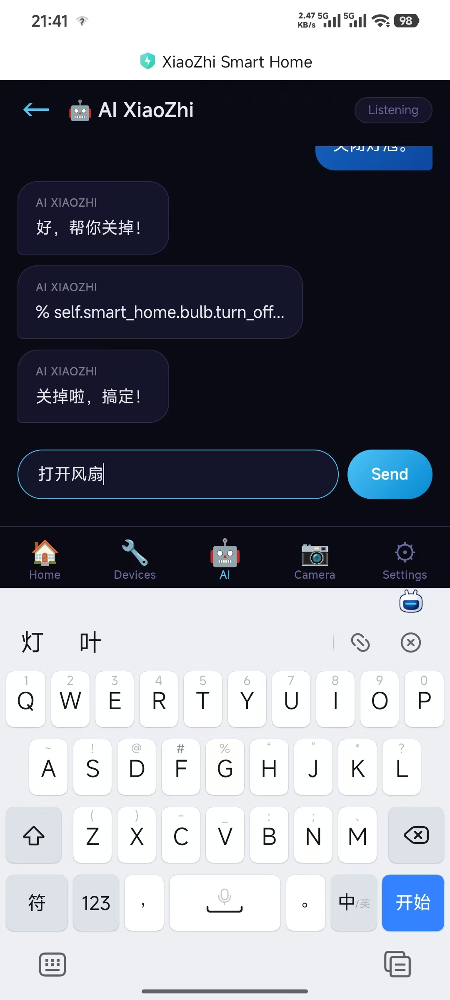 21:41
2.47 KB/s 5G 5G 98
XiaoZhi Smart Home
AI XiaoZhi
Listening
AI XIAOZHI
好，帮你关掉！
AI XIAOZHI
% self.smart_home.bulb.turn_off...
AI XIAOZHI
关掉啦，搞定！
打开风扇
Send
Home Devices AI Camera Settings
灯 叶
1 2 3 4 5 6 7 8 9 0
Q W E R T Y U I O P
~ ! @ # % “ ” * ?
A S D F G H J K L
( ) - _ : ; 、
Z X C V B N M
符 123 ， 。 中/英 开始